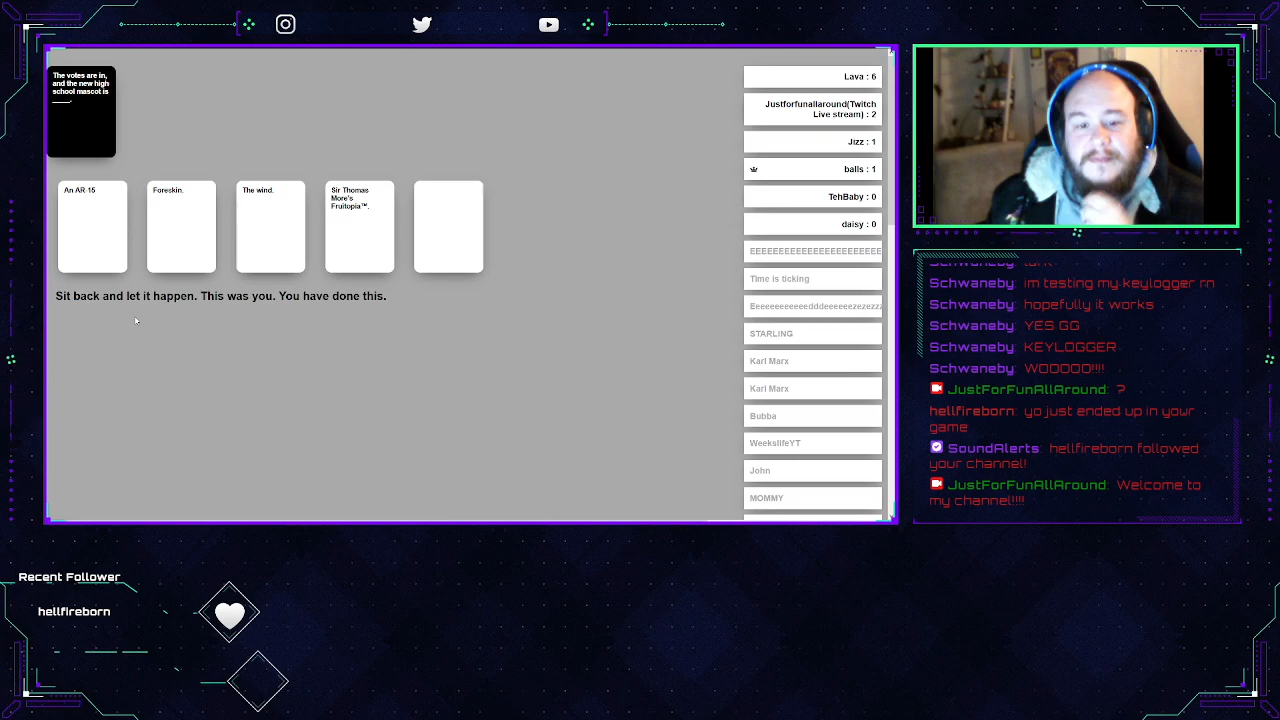 The votes are in,
and the new high
school mascot is
____.
An AR-15
Foreskin.
The wind.
Sir Thomas
More's
Fruitopia™.
Sit back and let it happen. This was you. You have done this.
Lava : 6
Justforfunallaround(Twitch
Live stream) : 2
Jizz : 1
balls : 1
TehBaby : 0
daisy : 0
TIme is ticking
STARLING
Karl Marx
Karl Marx
Bubba
WeekslifeYT
John
MOMMY
Schwaneby: im testing my keylogger rn
Schwaneby: hopefully it works
Schwaneby: YES GG
Schwaneby: KEYLOGGER
Schwaneby: WOOOOO!!!!
JustForFunAllAround: ?
hellfireborn: yo just ended up in your
game
SoundAlerts: hellfireborn followed
your channel!
JustForFunAllAround: Welcome to
my channel!!!!
Recent Follower
hellfireborn